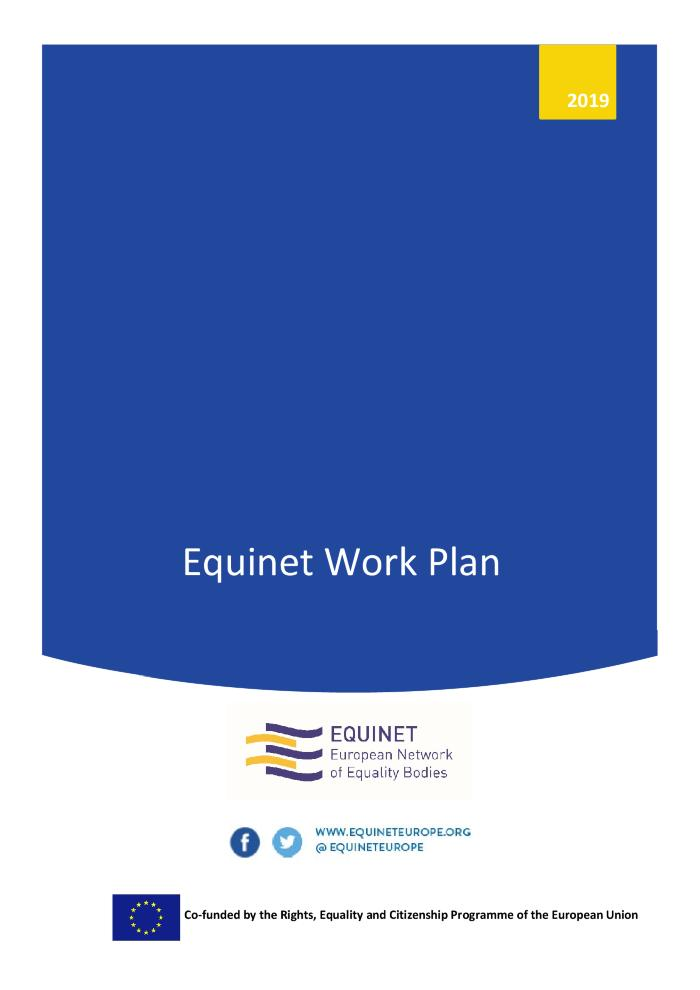 2019
Equinet Work Plan
EQUINET
European Network
of Equality Bodies
WWW.EQUINETEUROPE.ORG
@ EQUINETEUROPE
Co-funded by the Rights, Equality and Citizenship Programme of the European Union